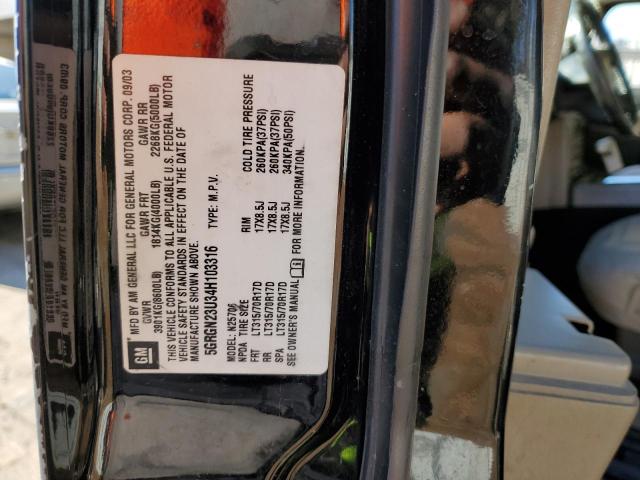 GM
MFD BY AM GENERAL LLC FOR GENERAL MOTORS CORP. 09/03
GVWR GAWR FRT GAWR RR
3901KG(8600LB) 1814KG(4000LB) 2268KG(5000LB)
THIS VEHICLE CONFORMS TO ALL APPLICABLE U.S. FEDERAL MOTOR
VEHICLE SAFETY STANDARDS IN EFFECT ON THE DATE OF
MANUFACTURE SHOWN ABOVE.
5GRGN23U34H103316 TYPE: M.P.V.
MODEL: N25706
NPDA TIRE SIZE RIM COLD TIRE PRESSURE
FRT LT315/70R17D 17X8.5J 260KPA(37PSI)
RR LT315/70R17D 17X8.5J 260KPA(37PSI)
SPA LT315/70R17D 17X8.5J 340KPA(50PSI)
SEE OWNER'S MANUAL FOR MORE INFORMATION.